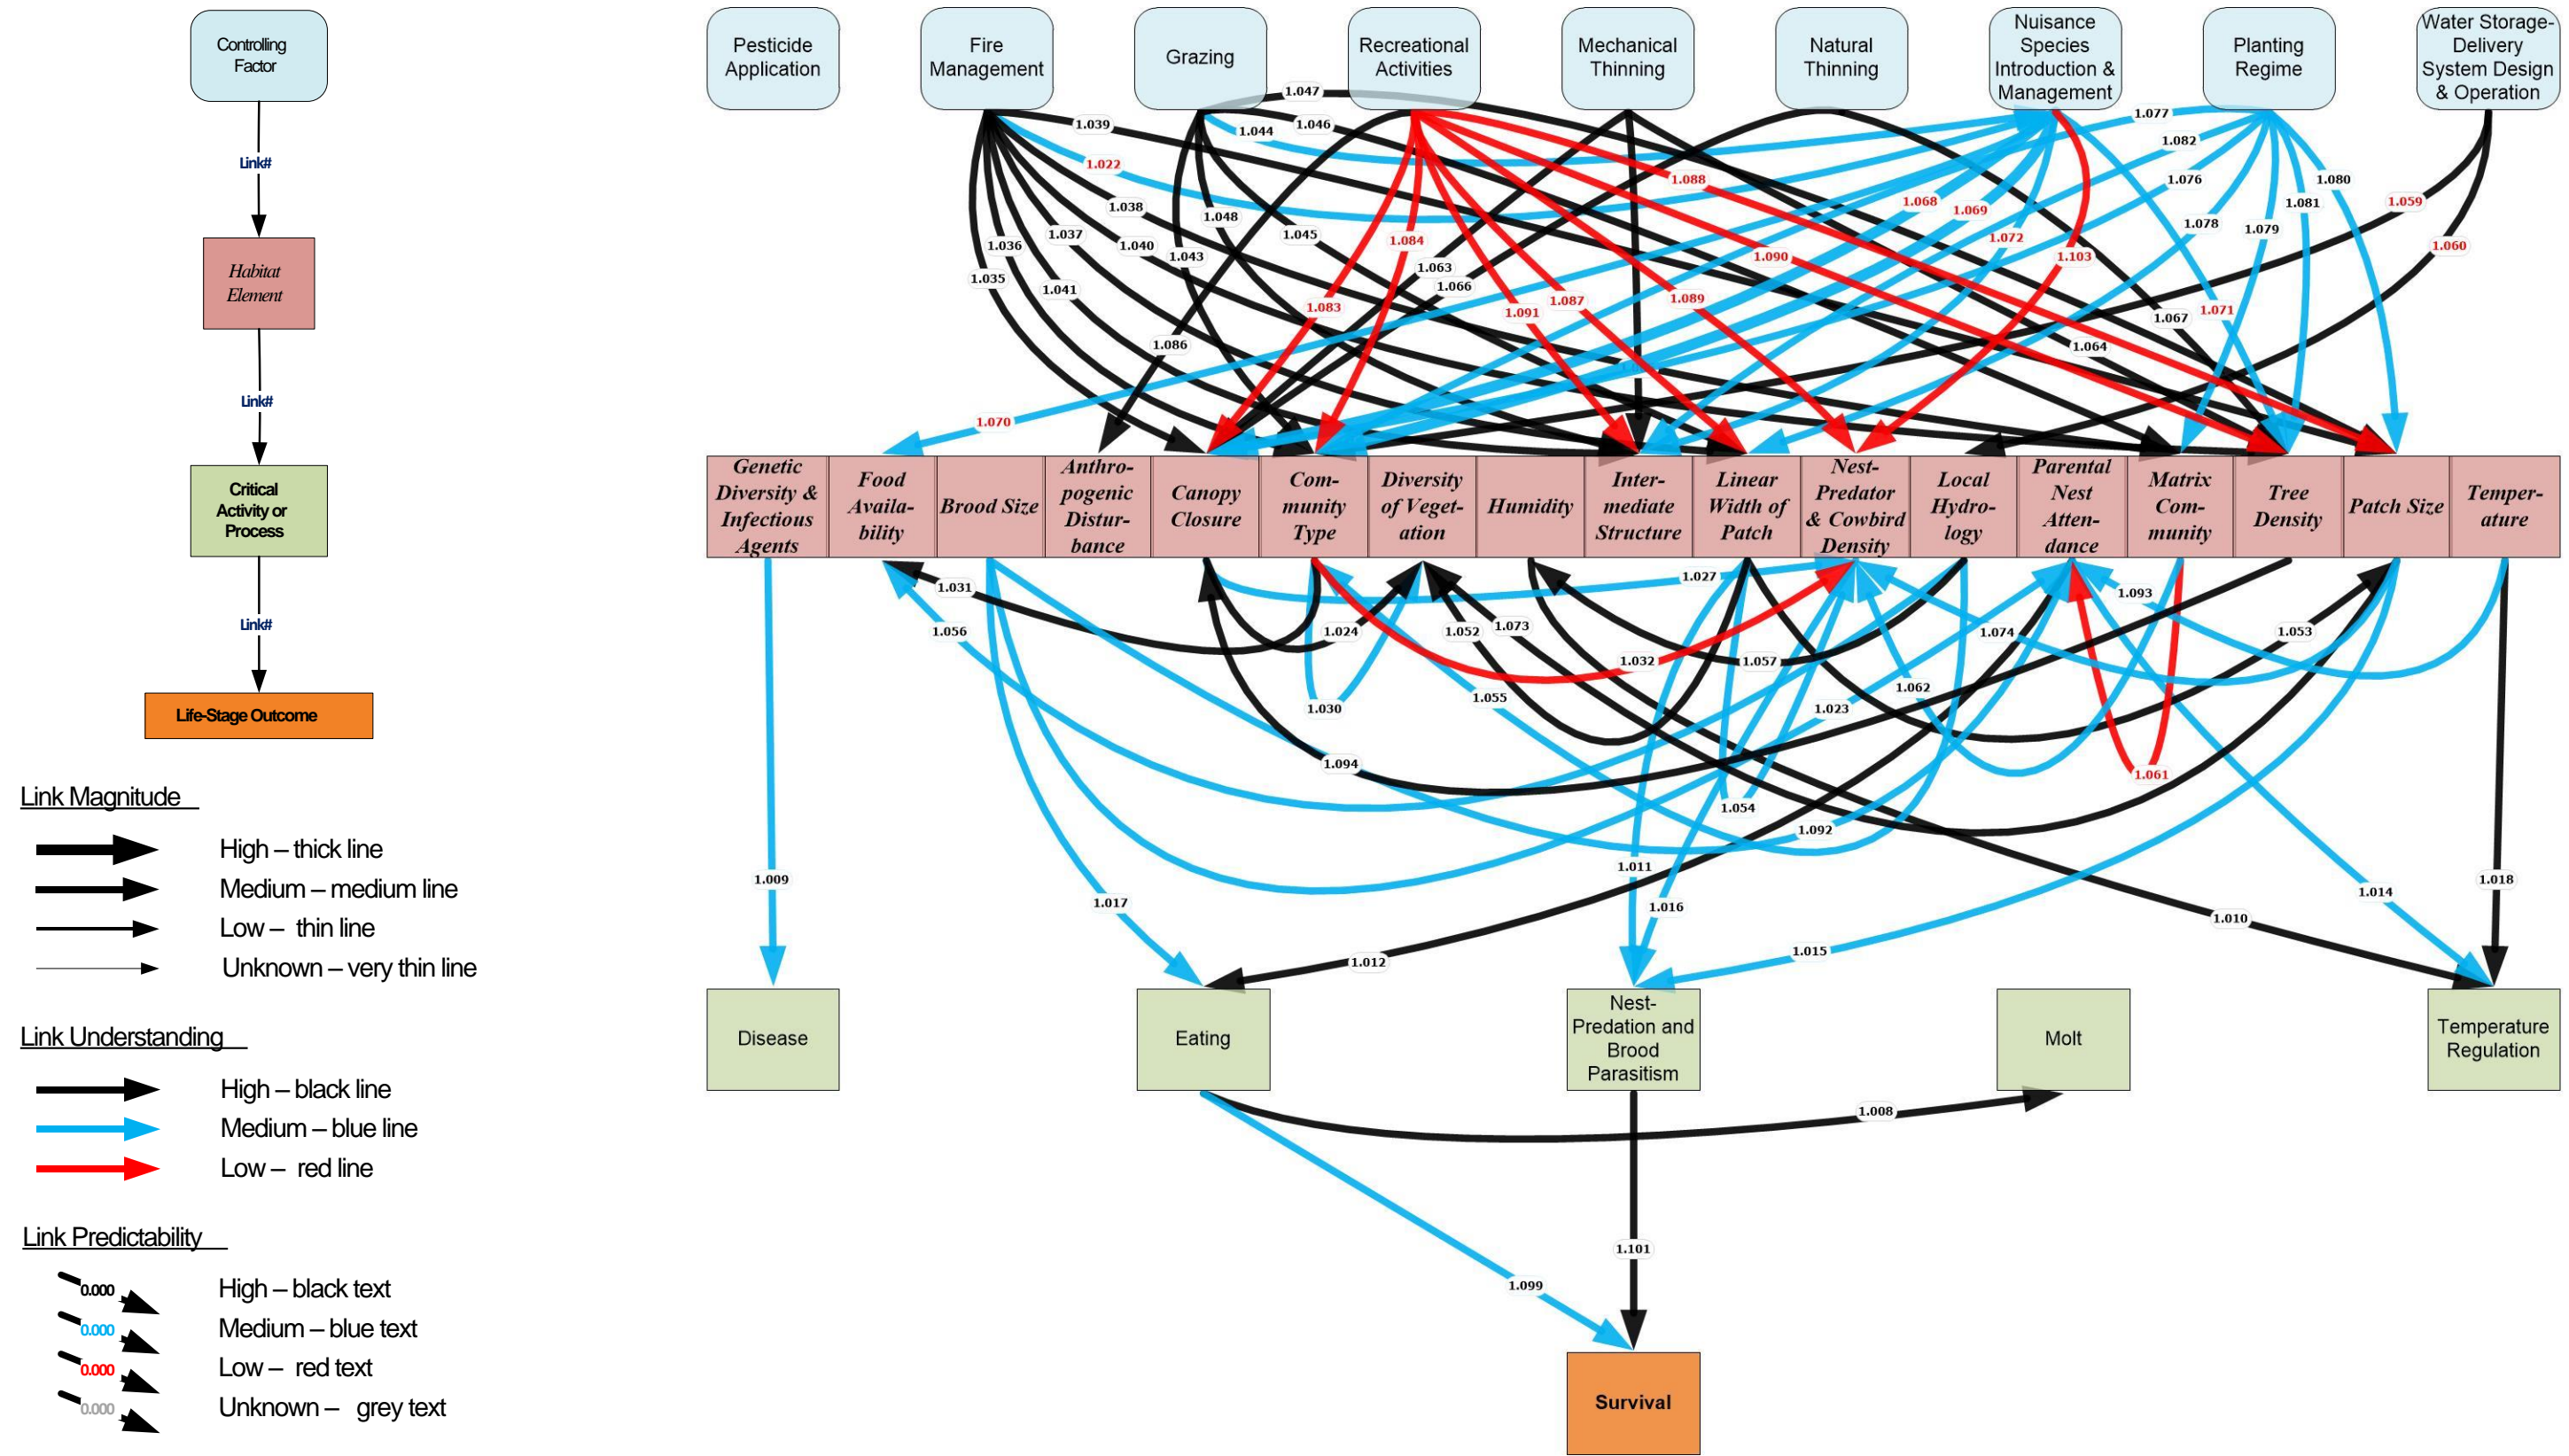 Controlling
Factor
Link#
Habitat
Element
Link#
Critical
Activity or
Process
Link#
Life-Stage Outcome
Link Magnitude
High – thick line
Medium – medium line
Low – thin line
Unknown – very thin line
Link Understanding
High – black line
Medium – blue line
Low – red line
Link Predictability
0.000 High – black text
0.000 Medium – blue text
0.000 Low – red text
0.000 Unknown – grey text
Pesticide
Application
Fire
Management
Grazing
Recreational
Activities
Mechanical
Thinning
Natural
Thinning
Nuisance
Species
Introduction &
Management
Planting
Regime
Water Storage-
Delivery
System Design
& Operation
1.047
1.039
1.044
1.046
1.077
1.082
1.022
1.088
1.076
1.080
1.038
1.048
1.068
1.069
1.081
1.059
1.036
1.037
1.040
1.045
1.084
1.072
1.078
1.079
1.060
1.035
1.043
1.063
1.090
1.103
1.041
1.066
1.083
1.091
1.087
1.089
1.067
1.071
1.086
1.064
1.070
Genetic
Diversity &
Infectious
Agents
Food
Availa-
bility
Brood Size
Anthro-
pogenic
Distur-
bance
Canopy
Closure
Com-
munity
Type
Diversity
of Veget-
ation
Humidity
Inter-
mediate
Structure
Linear
Width of
Patch
Nest-
Predator
& Cowbird
Density
Local
Hydro-
logy
Parental
Nest
Atten-
dance
Matrix
Com-
munity
Tree
Density
Patch Size
Temper-
ature
1.031
1.027
1.093
1.056
1.024
1.052
1.073
1.074
1.053
1.032
1.057
1.030
1.055
1.023
1.062
1.094
1.061
1.054
1.092
1.009
1.011
1.018
1.017
1.016
1.014
1.010
1.012
1.015
Disease
Eating
Nest-
Predation and
Brood
Parasitism
Molt
Temperature
Regulation
1.008
1.101
1.099
Survival